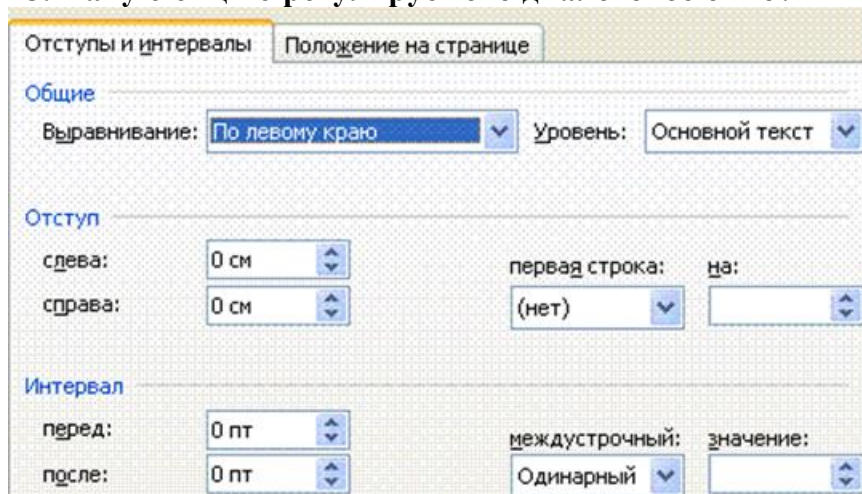 Отступы и интервалы Положение на странице
Общие
Выравнивание: По левому краю Уровень: Основной текст
Отступ
слева: 0 см первая строка: на:
справа: 0 см (нет)
Интервал
перед: 0 пт междустрочный: значение:
после: 0 пт Одинарный